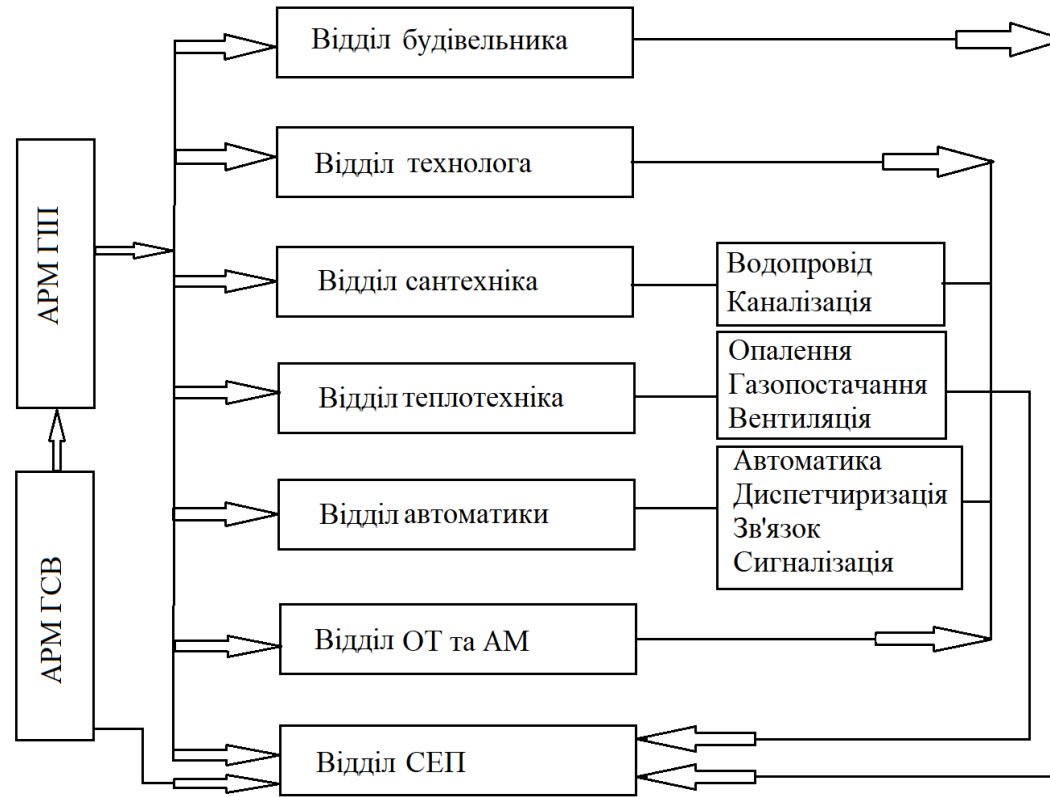 Відділ будівельника
Відділ технолога
АРМ ГІП
Відділ сантехніка
Водопровід
Каналізація
Відділ теплотехніка
Опалення
Газопостачання
Вентиляція
АРМ ГСВ
Відділ автоматики
Автоматика
Диспетчиризація
Зв'язок
Сигналізація
Відділ ОТ та АМ
Відділ СЕП